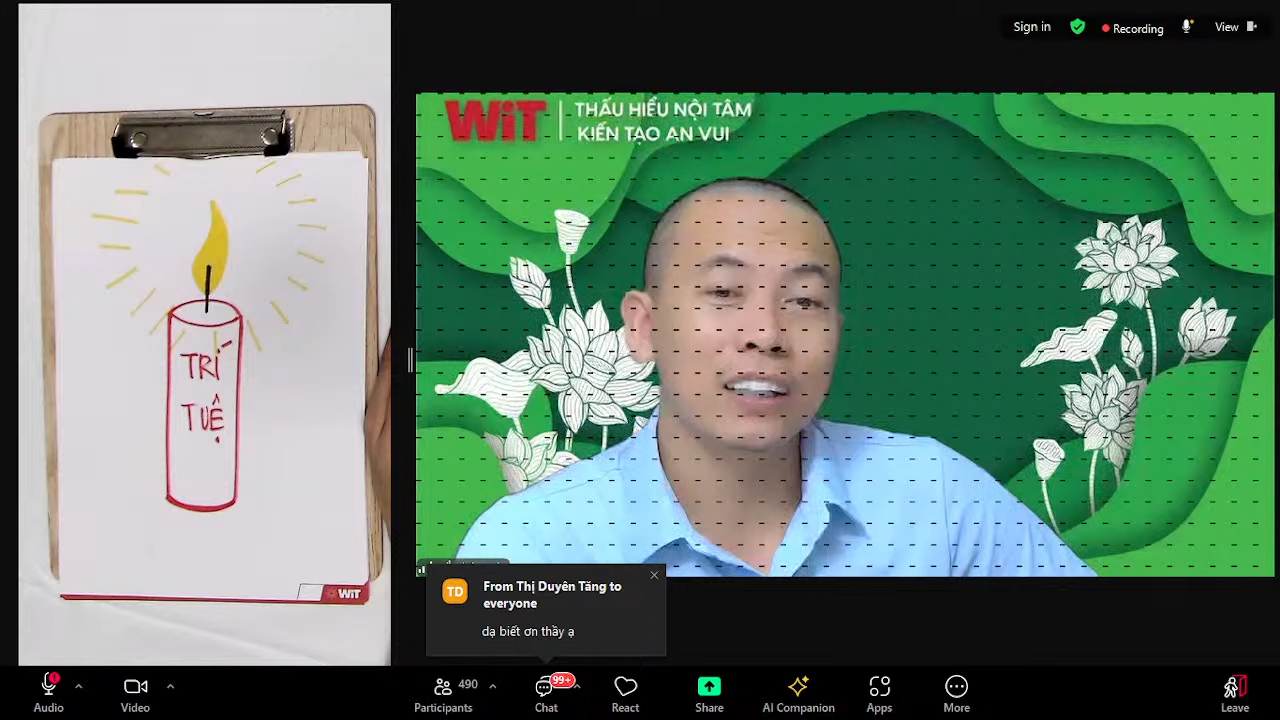 Sign in
Recording
View
WiT
THẤU HIỂU NỘI TÂM
KIẾN TẠO AN VUI
TRÍ
TUỆ
WiT
TD
From Thị Duyên Tăng to
everyone
dạ biết ơn thầy ạ
490
99+
Audio
Video
Participants
Chat
React
Share
AI Companion
Apps
More
Leave